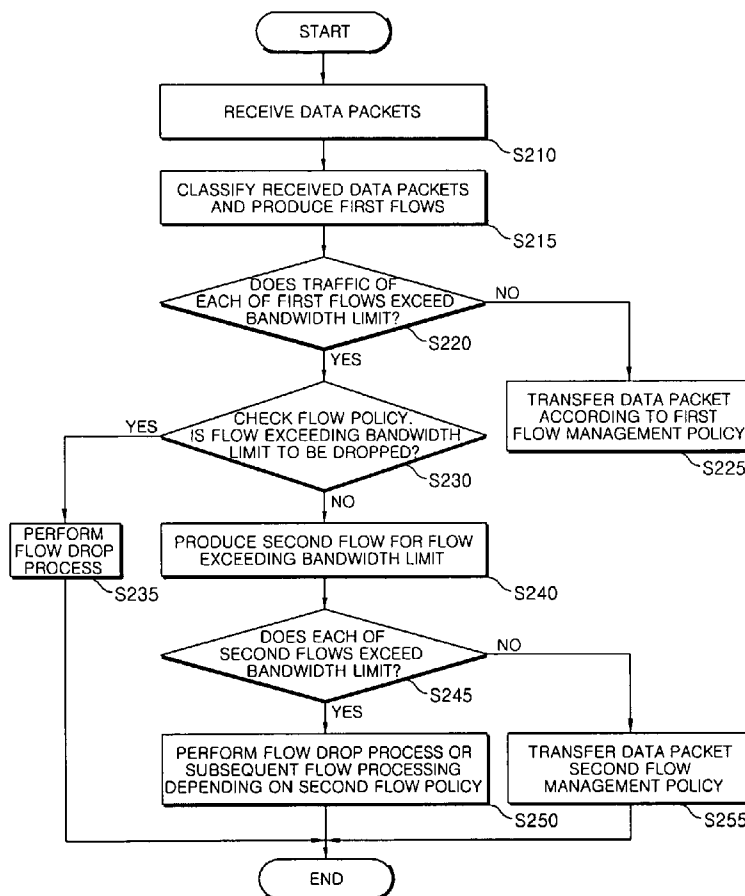 START
RECEIVE DATA PACKETS
S210
CLASSIFY RECEIVED DATA PACKETS
AND PRODUCE FIRST FLOWS
S215
DOES TRAFFIC OF
EACH OF FIRST FLOWS EXCEED
BANDWIDTH LIMIT?
NO
S220
YES
TRANSFER DATA PACKET
ACCORDING TO FIRST
FLOW MANAGEMENT POLICY
S225
YES
CHECK FLOW POLICY.
IS FLOW EXCEEDING BANDWIDTH
LIMIT TO BE DROPPED?
S230
NO
PERFORM
FLOW DROP
PROCESS
S235
PRODUCE SECOND FLOW FOR FLOW
EXCEEDING BANDWIDTH LIMIT
S240
DOES EACH OF
SECOND FLOWS EXCEED
BANDWIDTH LIMIT?
NO
S245
YES
PERFORM FLOW DROP PROCESS OR
SUBSEQUENT FLOW PROCESSING
DEPENDING ON SECOND FLOW POLICY
S250
TRANSFER DATA PACKET
SECOND FLOW
MANAGEMENT POLICY
S255
END